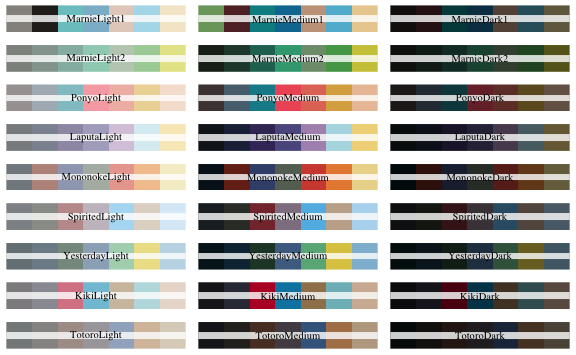 MarnieLight1 MarnieMedium1 MarnieDark1
MarnieLight2 MarnieMedium2 MarnieDark2
PonyoLight PonyoMedium PonyoDark
LaputaLight LaputaMedium LaputaDark
MononokeLight MononokeMedium MononokeDark
SpiritedLight SpiritedMedium SpiritedDark
YesterdayLight YesterdayMedium YesterdayDark
KikiLight KikiMedium KikiDark
TotoroLight TotoroMedium TotoroDark